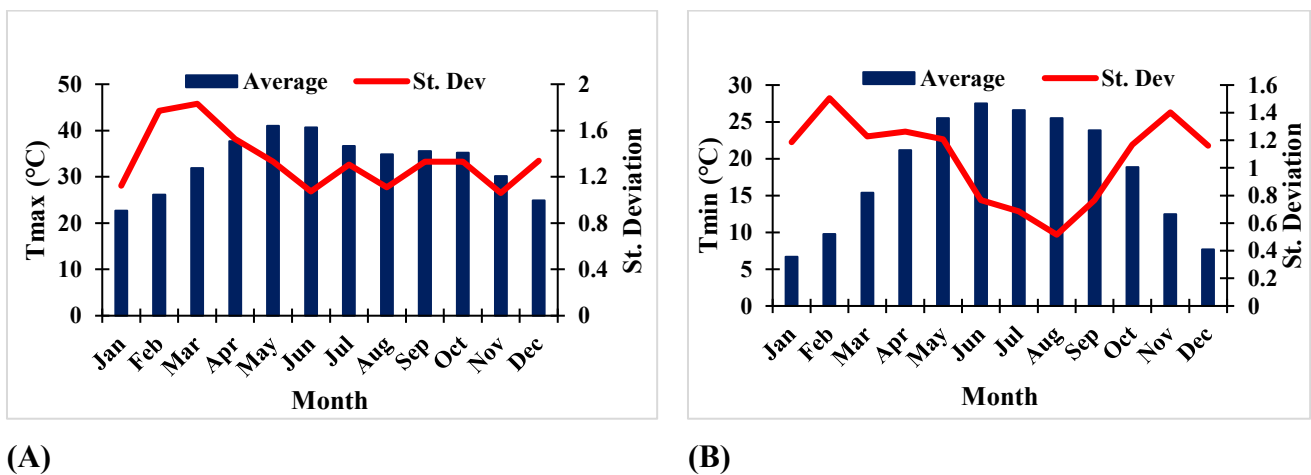 Average St. Dev
50
40
30
20
10
0
Tmax (°C)
2
1.6
1.2
0.8
0.4
0
St. Deviation
Jan Feb Mar Apr May Jun Jul Aug Sep Oct Nov Dec
Month
(A)
Average St. Dev
30
25
20
15
10
5
0
Tmin (°C)
1.6
1.4
1.2
1
0.8
0.6
0.4
0.2
0
St. Deviation
Jan Feb Mar Apr May Jun Jul Aug Sep Oct Nov Dec
Month
(B)